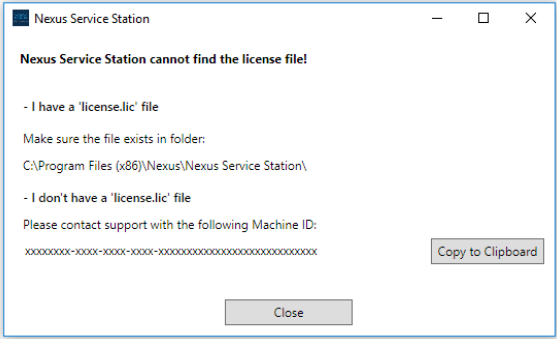 Nexus Service Station
Nexus Service Station cannot find the license file!
- I have a 'license.lic' file
Make sure the file exists in folder:
C:\Program Files (x86)\Nexus\Nexus Service Station\
- I don't have a 'license.lic' file
Please contact support with the following Machine ID:
xxxxxxxx-xxxx-xxxx-xxxx-xxxxxxxxxxxxxxxxxxxxxxxxxxxx
Copy to Clipboard
Close